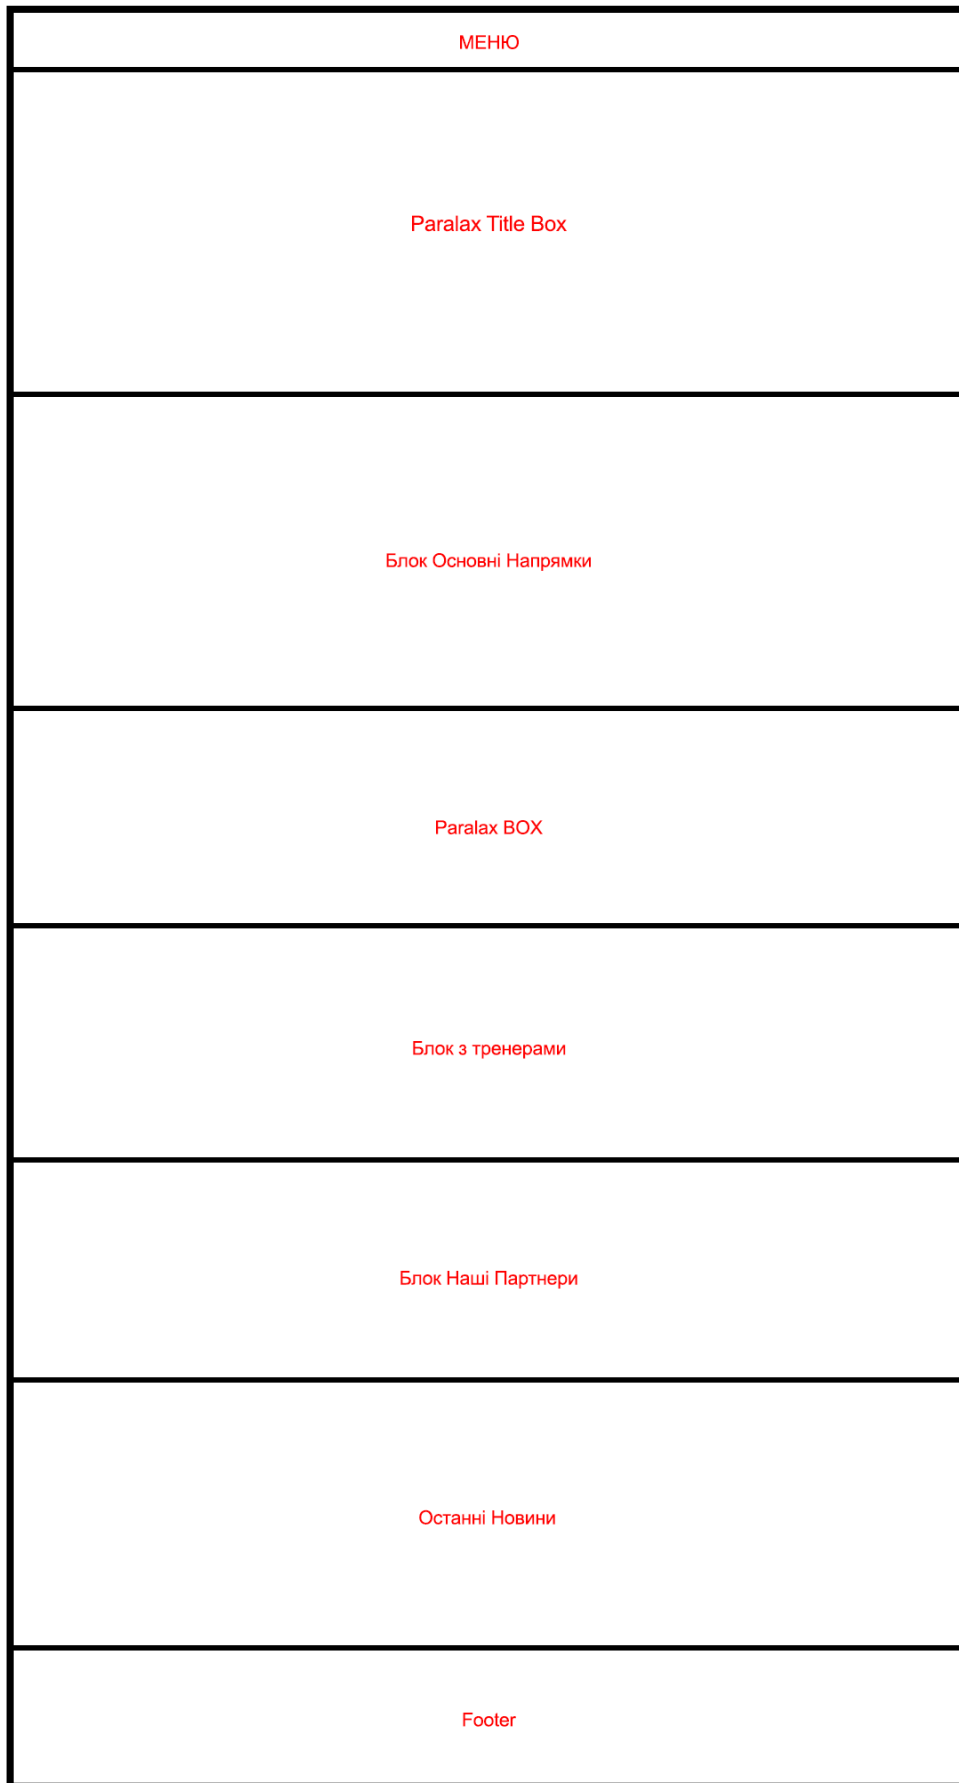 МЕНЮ
Paralax Title Box
Блок Основні Напрямки
Paralax BOX
Блок з тренерами
Блок Наші Партнери
Останні Новини
Footer